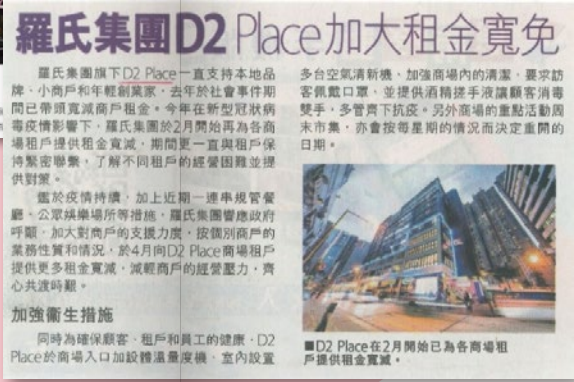 羅氏集團D2 Place加大租金寬免
羅氏集團旗下D2 Place一直支持本地品
牌、小商戶和年輕創業家，去年於社會事件期
間已帶頭寬減商戶租金。今年在新型冠狀病
毒疫情影響下，羅氏集團於2月開始再為各商
場租戶提供租金寬減，期間更一直與租戶保
持緊密聯繫，了解不同租戶的經營困難並提
供對策。
鑑於疫情持續，加上近期一連串規管餐
廳、公眾娛樂場所等措施，羅氏集團響應政府
呼籲，加大對商戶的支援力度，按個別商戶的
業務性質和情況，於4月向D2 Place商場租戶
提供更多租金寬減，減輕商戶的經營壓力，齊
心共渡時艱。
加強衞生措施
同時為確保顧客、租戶和員工的健康，D2
Place於商場入口加設體溫量度機，室內設置
多台空氣清新機，加強商場內的清潔，要求訪
客佩戴口罩，並提供酒精搓手液讓顧客消毒
雙手，多管齊下抗疫。另外商場的重點活動周
末市集，亦會按每星期的情況而決定重開的
日期。
■D2 Place在2月開始已為各商場租
戶提供租金寬減。